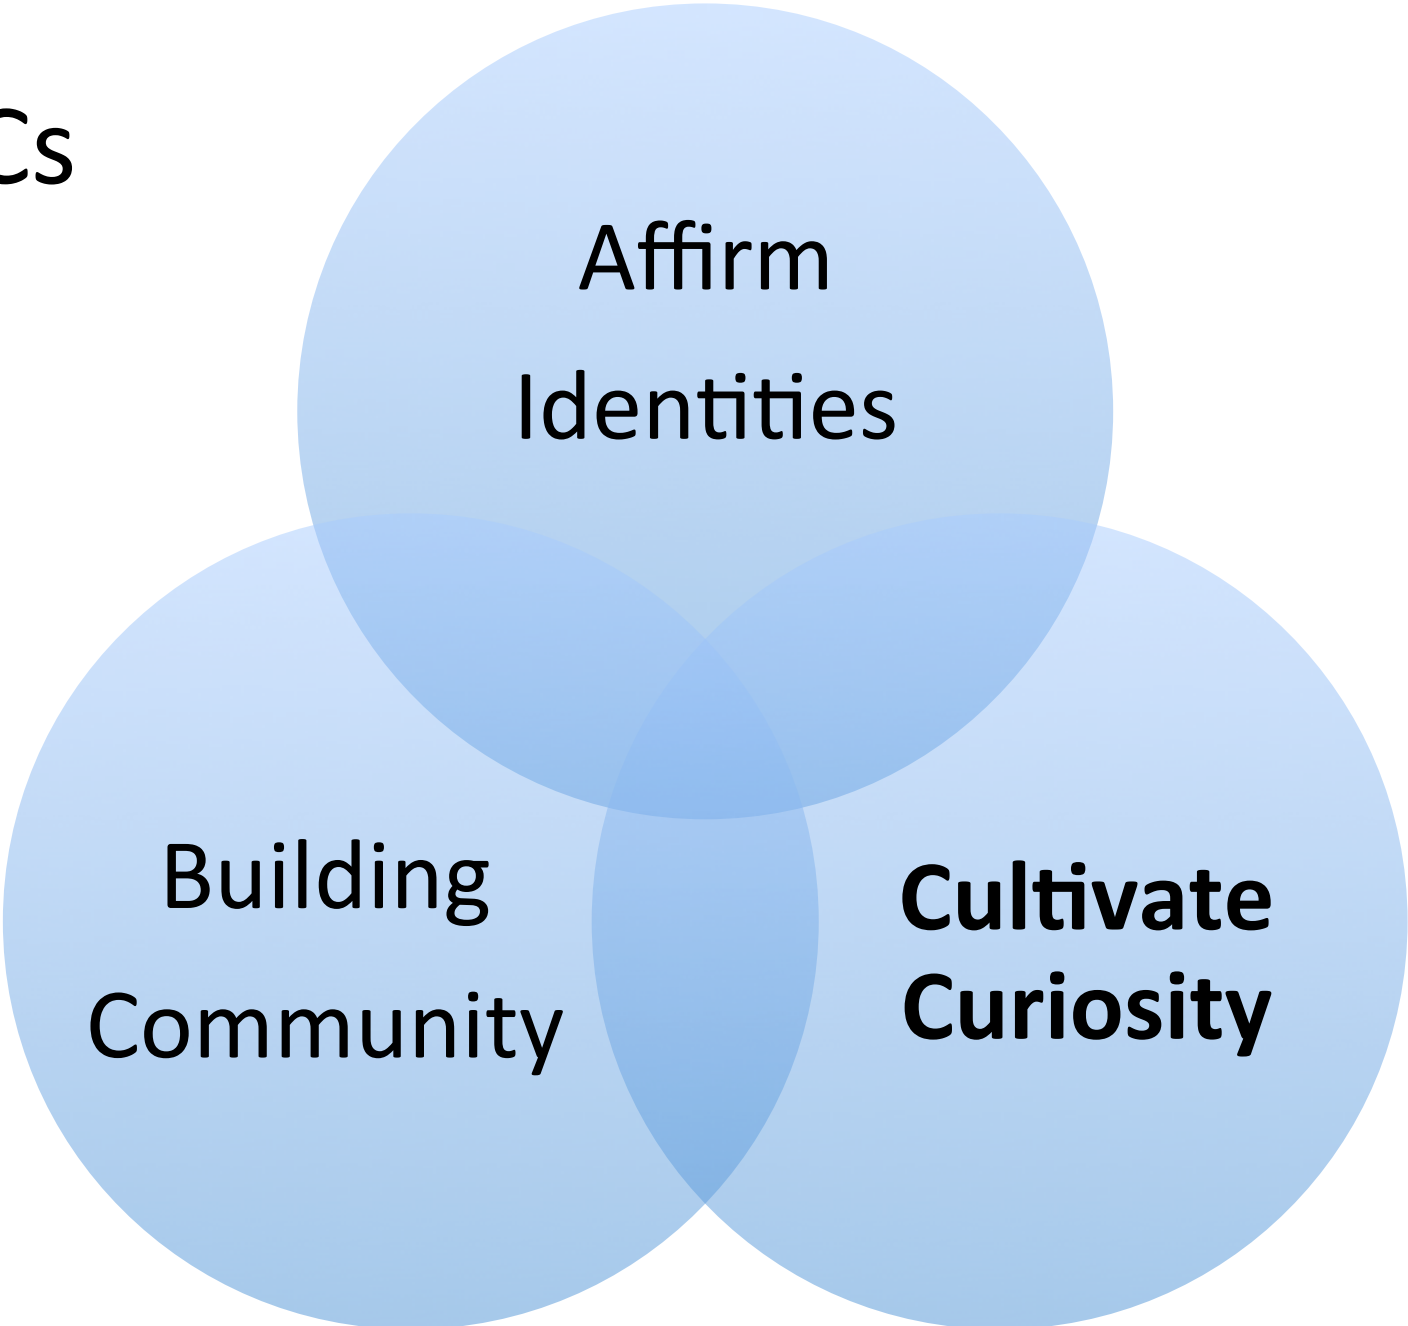 Cs
Affirm
Identities
Building
Community
Cultivate
Curiosity